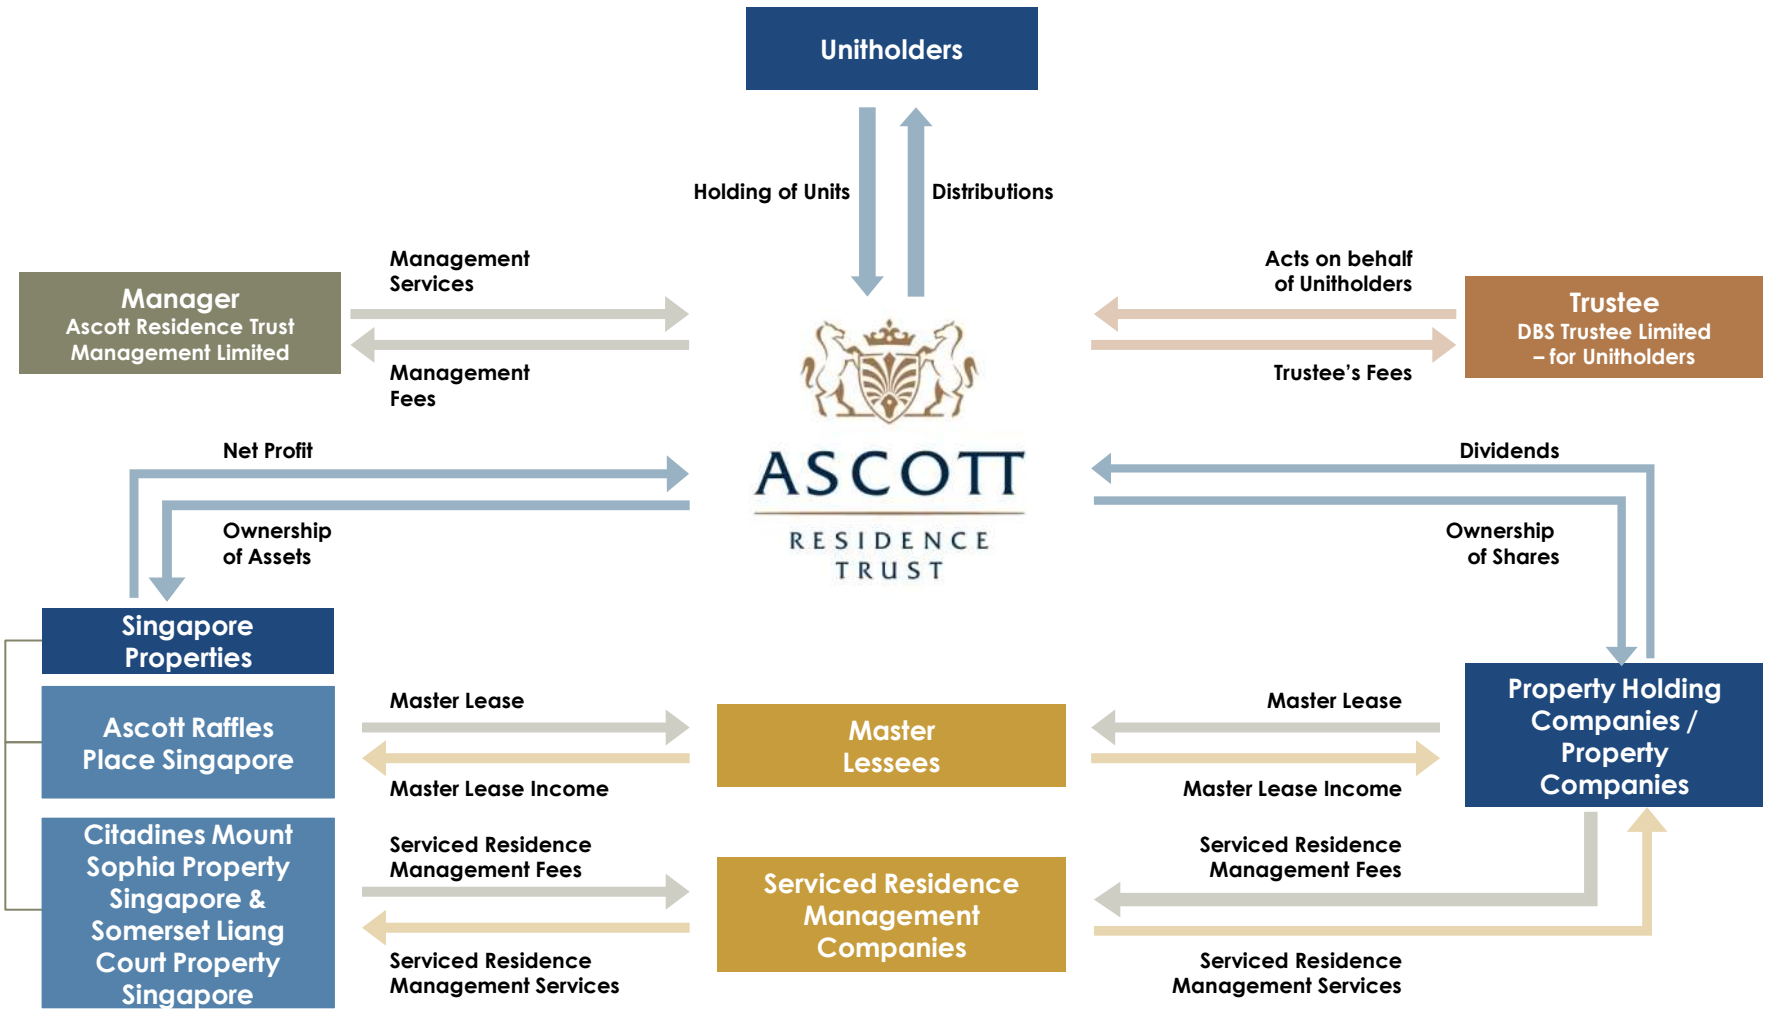 Unitholders
Holding of Units
Distributions
Management
Services
Acts on behalf
of Unitholders
Manager
Ascott Residence Trust
Management Limited
Trustee
DBS Trustee Limited
– for Unitholders
Management
Fees
Trustee’s Fees
ASCOTT
RESIDENCE
TRUST
Net Profit
Dividends
Ownership
of Assets
Ownership
of Shares
Singapore
Properties
Ascott Raffles
Place Singapore
Master Lease
Master Lease Income
Master
Lessees
Master Lease
Master Lease Income
Property Holding
Companies /
Property
Companies
Citadines Mount
Sophia Property
Singapore &
Somerset Liang
Court Property
Singapore
Serviced Residence
Management Fees
Serviced Residence
Management Services
Serviced Residence
Management
Companies
Serviced Residence
Management Fees
Serviced Residence
Management Services